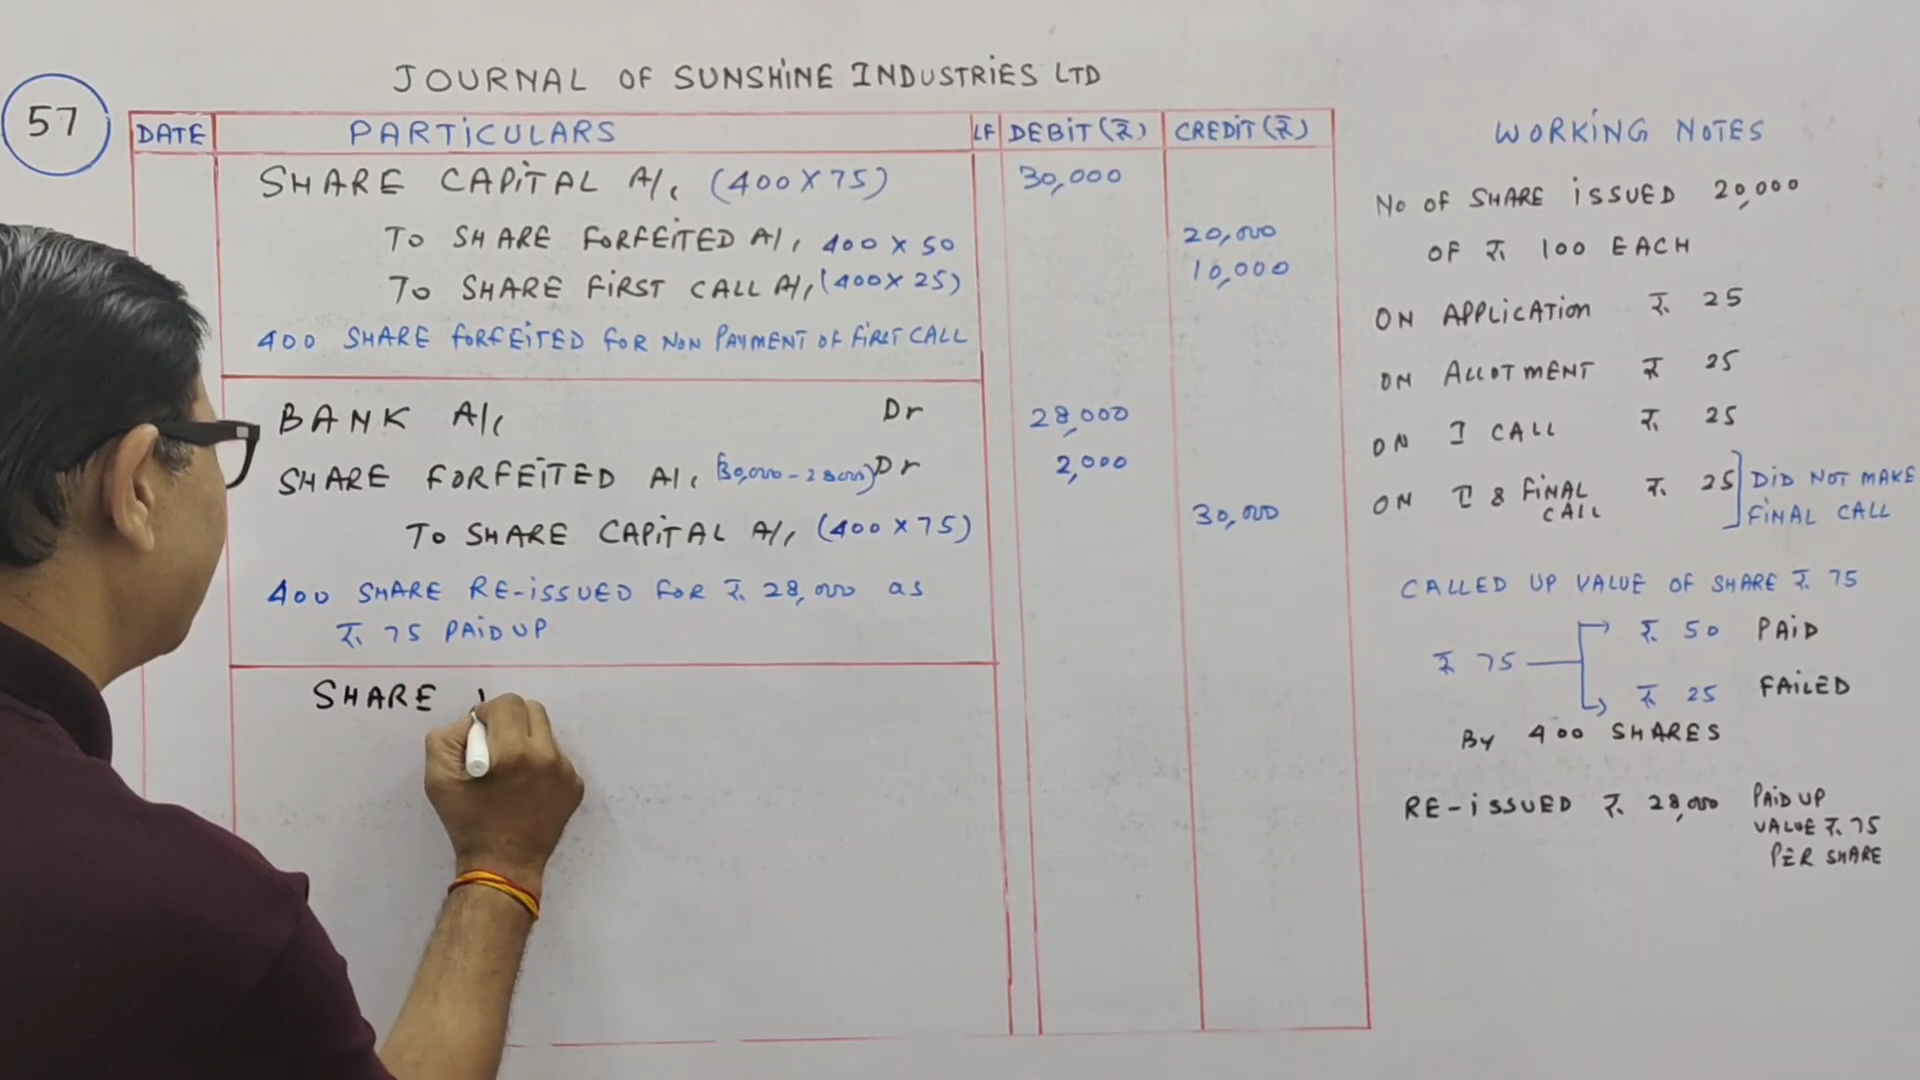 57
JOURNAL OF SUNSHINE INDUSTRIES LTD
DATE PARTICULARS LF DEBIT (₹) CREDIT (₹)
SHARE CAPITAL A/c (400 X 75) 30,000
TO SHARE FORFEITED A/c 400 X 50 20,000
TO SHARE FIRST CALL A/c (400 X 25) 10,000
400 SHARE FORFEITED FOR NON PAYMENT OF FIRST CALL
BANK A/c Dr 28,000
SHARE FORFEITED A/c (30,000 - 28000) Dr 2,000
TO SHARE CAPITAL A/c (400 X 75) 30,000
400 SHARE RE-ISSUED FOR ₹. 28,000 as
₹. 75 PAID UP
SHARE
WORKING NOTES
No OF SHARE ISSUED 20,000
OF ₹. 100 EACH
ON APPLICATION ₹. 25
ON ALLOTMENT ₹ 25
ON I CALL ₹. 25
ON II & FINAL CALL ₹. 25 DID NOT MAKE
FINAL CALL
CALLED UP VALUE OF SHARE ₹. 75
₹ 75
₹. 50 PAID
₹. 25 FAILED
By 400 SHARES
RE-ISSUED ₹. 28,000 PAID UP
VALUE ₹. 75
PER SHARE